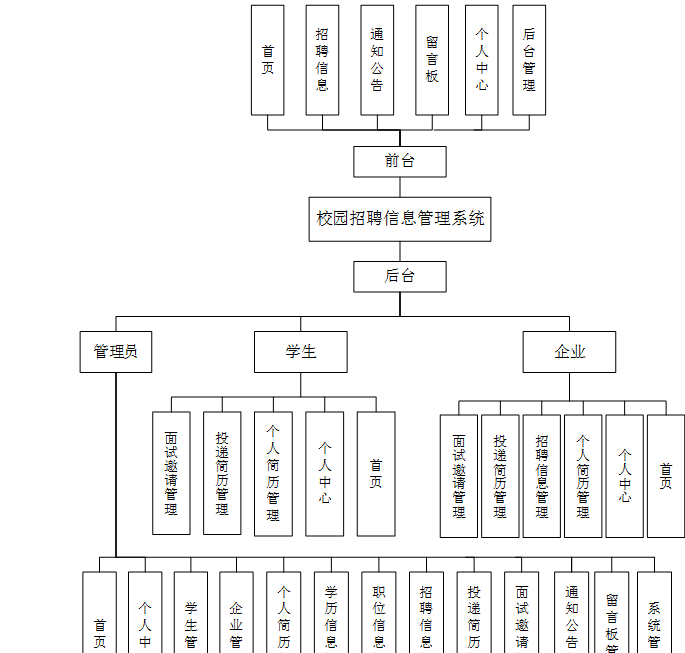 首页
招聘信息
通知公告
留言板
个人中心
后台管理
前台
校园招聘信息管理系统
后台
管理员
学生
企业
面试邀请管理
投递简历管理
个人简历管理
个人中心
首页
面试邀请管理
投递简历管理
招聘信息管理
个人简历管理
个人中心
首页
首页
个人中
学生管
企业管
个人简历
学历信息
职位信息
招聘信息
投递简历
面试邀请
通知公告
留言板管
系统管